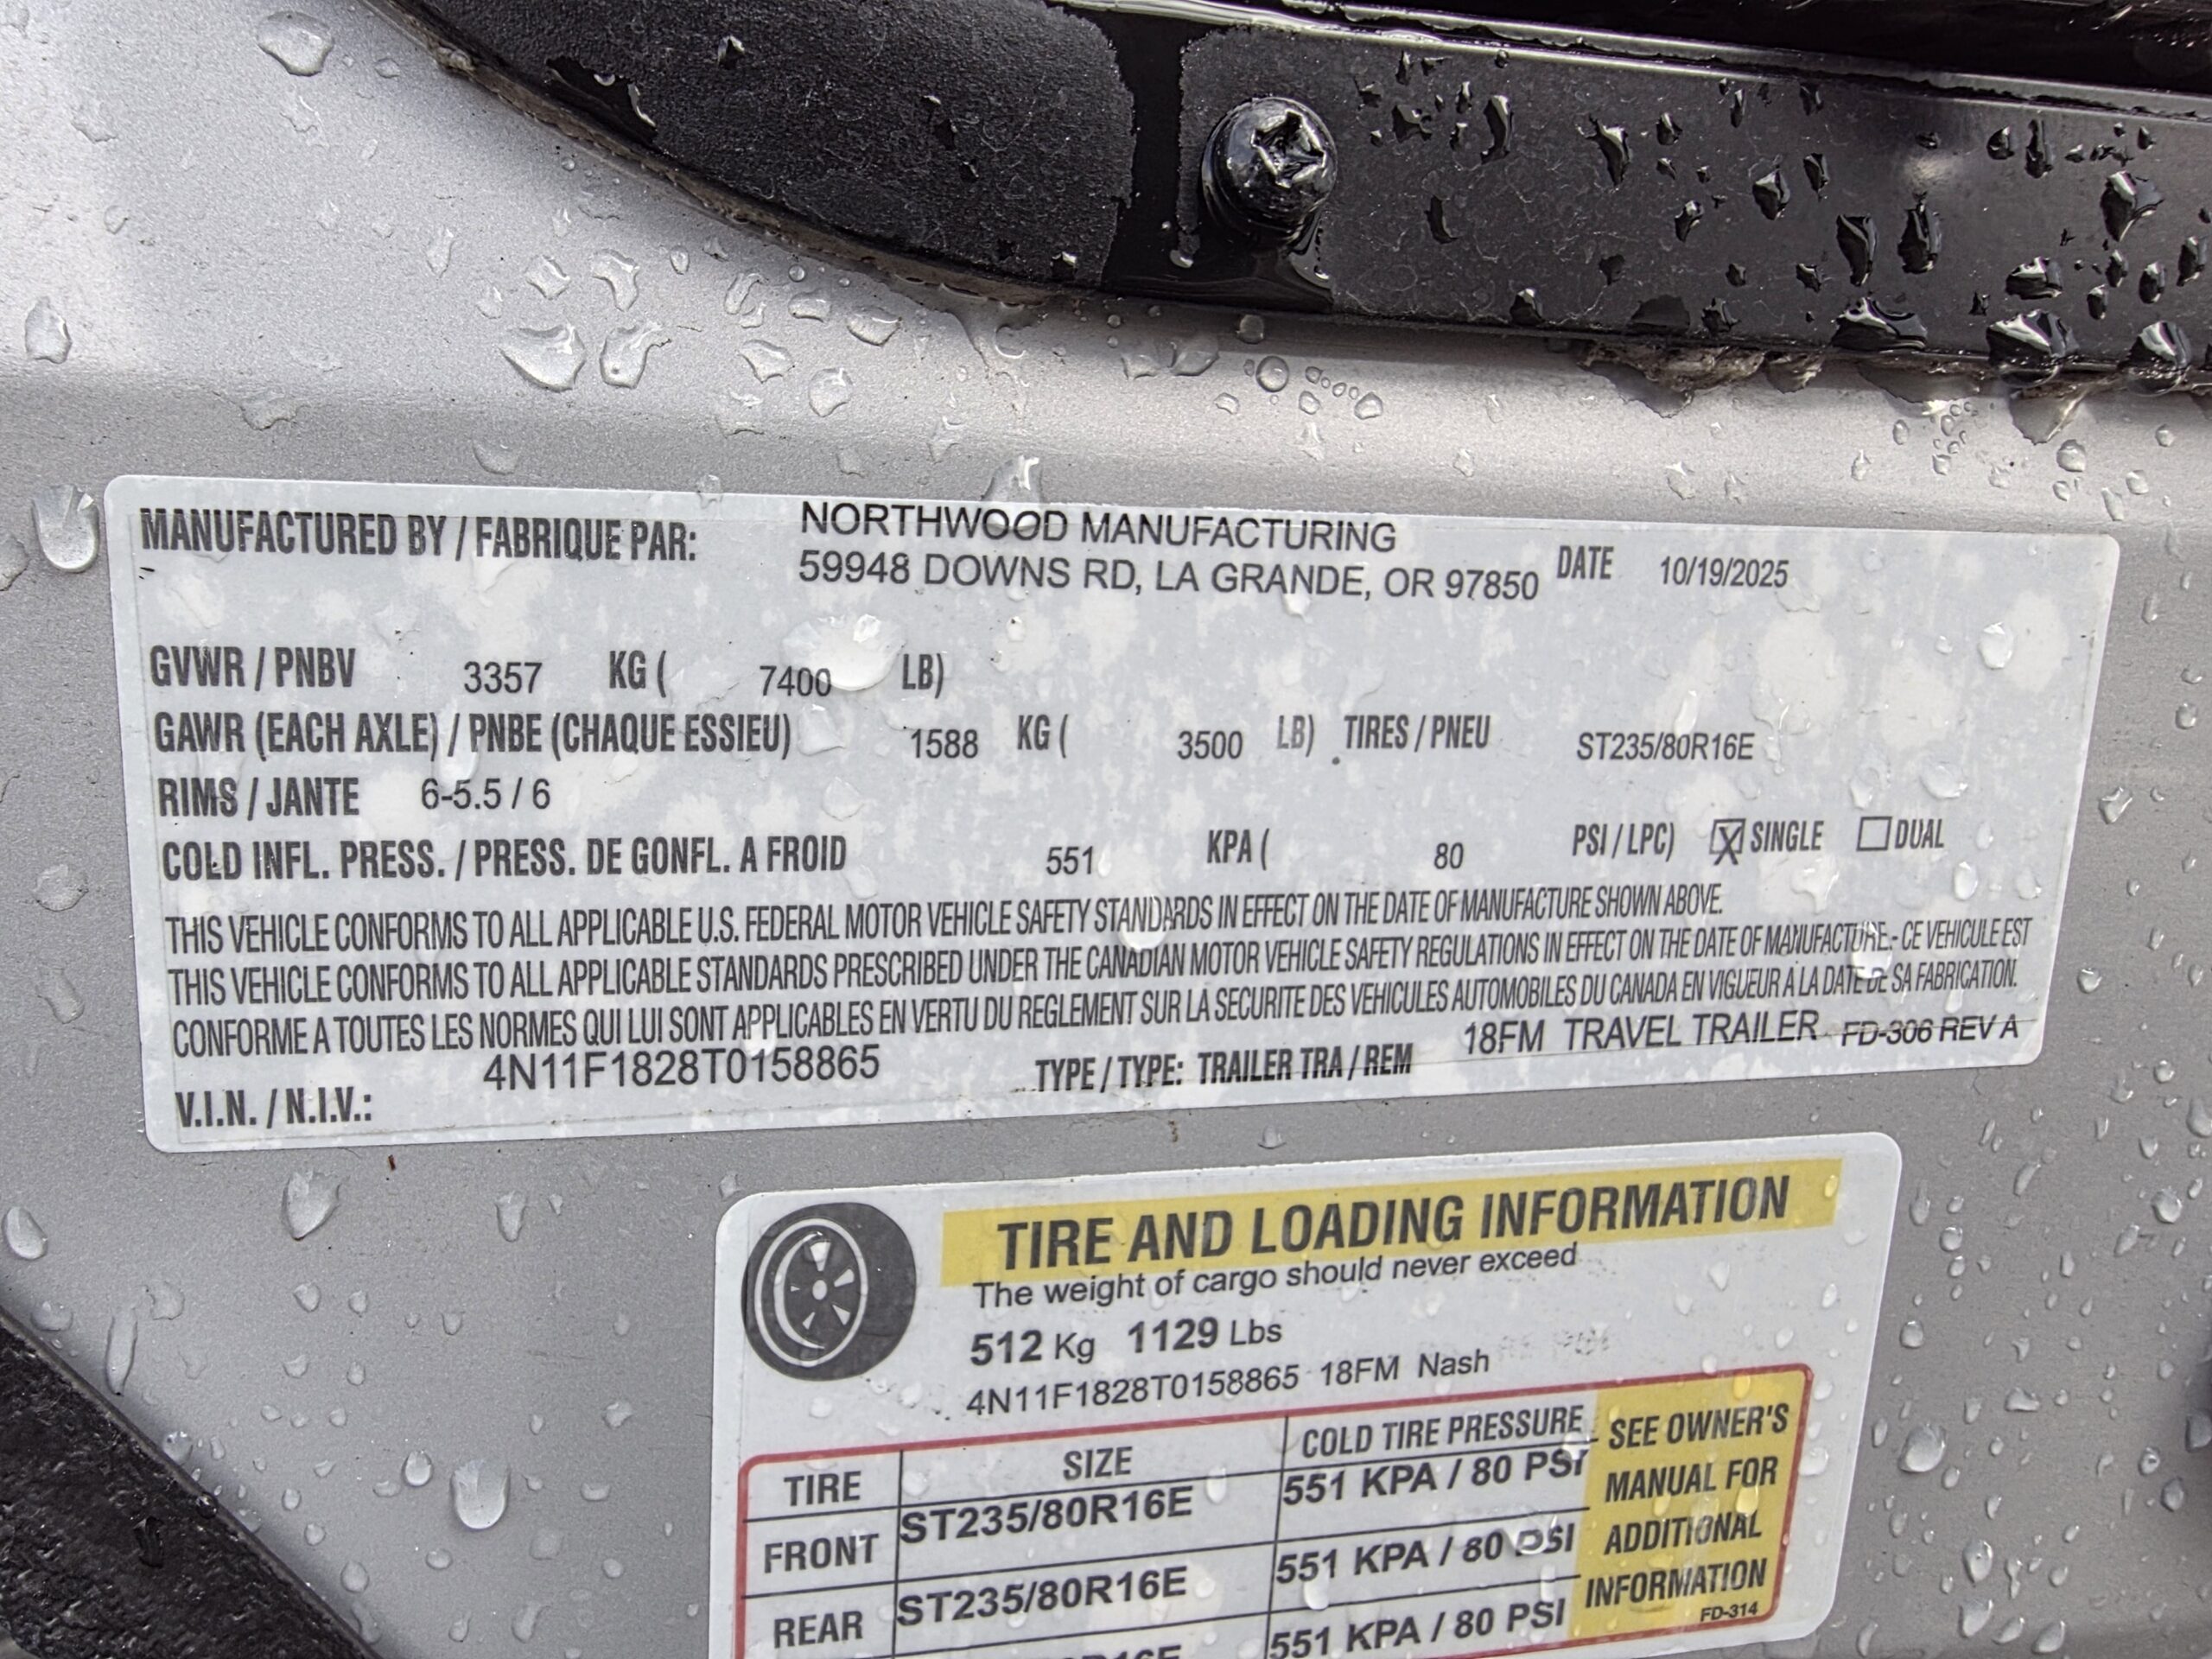 MANUFACTURED BY / FABRIQUE PAR: NORTHWOOD MANUFACTURING
59948 DOWNS RD, LA GRANDE, OR 97850 DATE 10/19/2025
GVWR / PNBV 3357 KG ( 7400 LB)
GAWR (EACH AXLE) / PNBE (CHAQUE ESSIEU) 1588 KG ( 3500 LB) TIRES / PNEU ST235/80R16E
RIMS / JANTE 6-5.5 / 6
COLD INFL. PRESS. / PRESS. DE GONFL. A FROID 551 KPA ( 80 PSI / LPC) X SINGLE DUAL
THIS VEHICLE CONFORMS TO ALL APPLICABLE U.S. FEDERAL MOTOR VEHICLE SAFETY STANDARDS IN EFFECT ON THE DATE OF MANUFACTURE SHOWN ABOVE.
THIS VEHICLE CONFORMS TO ALL APPLICABLE STANDARDS PRESCRIBED UNDER THE CANADIAN MOTOR VEHICLE SAFETY REGULATIONS IN EFFECT ON THE DATE OF MANUFACTURE.- CE VEHICULE EST
CONFORME A TOUTES LES NORMES QUI LUI SONT APPLICABLES EN VERTU DU REGLEMENT SUR LA SECURITE DES VEHICULES AUTOMOBILES DU CANADA EN VIGUEUR A LA DATE DE SA FABRICATION.
V.I.N. / N.I.V.: 4N11F1828T0158865 TYPE / TYPE: TRAILER TRA / REM 18FM TRAVEL TRAILER FD-306 REV A
TIRE AND LOADING INFORMATION
The weight of cargo should never exceed
512 Kg 1129 Lbs
4N11F1828T0158865 18FM Nash
TIRE SIZE COLD TIRE PRESSURE
FRONT ST235/80R16E 551 KPA / 80 PSI
REAR ST235/80R16E 551 KPA / 80 PSI
551 KPA / 80 PSI
SEE OWNER'S
MANUAL FOR
ADDITIONAL
INFORMATION
FD-314